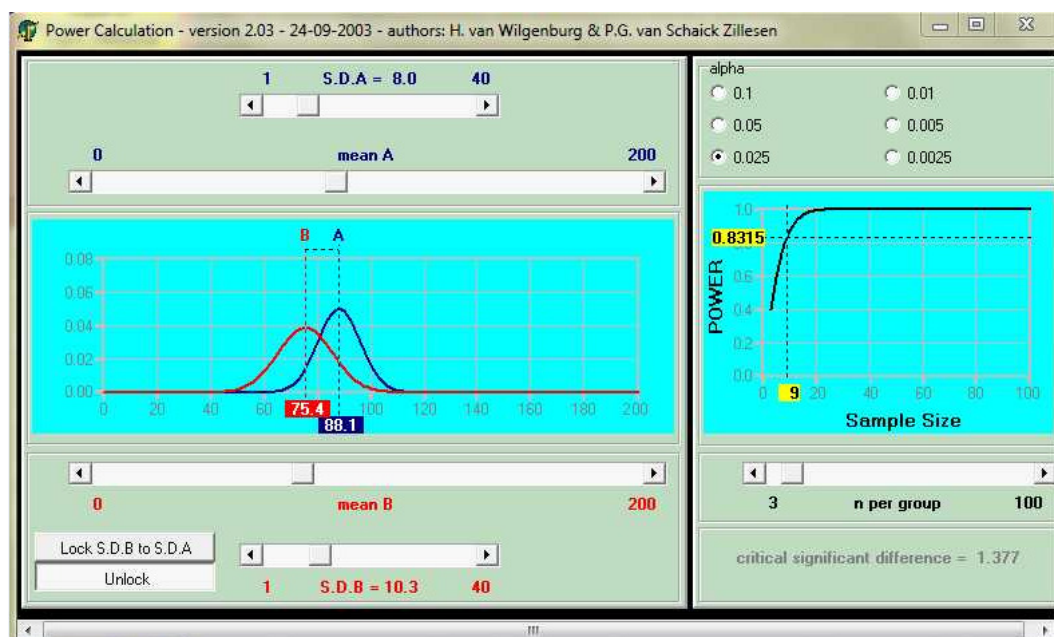 Power Calculation - version 2.03 - 24-09-2003 - authors: H. van Wilgenburg & P.G. van Schaick Zillesen
1 S.D.A = 8.0 40
0 mean A 200
B A
0.08
0.06
0.04
0.02
0.00
0 20 40 60 80 100 120 140 160 180 200
75.4
88.1
0 mean B 200
Lock S.D.B to S.D.A
Unlock
1 S.D.B = 10.3 40
alpha
0.1 0.01
0.05 0.005
0.025 0.0025
POWER
1.0
0.8315
0.6
0.4
0.2
0.0
0 9 20 40 60 80 100
Sample Size
3 n per group 100
critical significant difference = 1.377